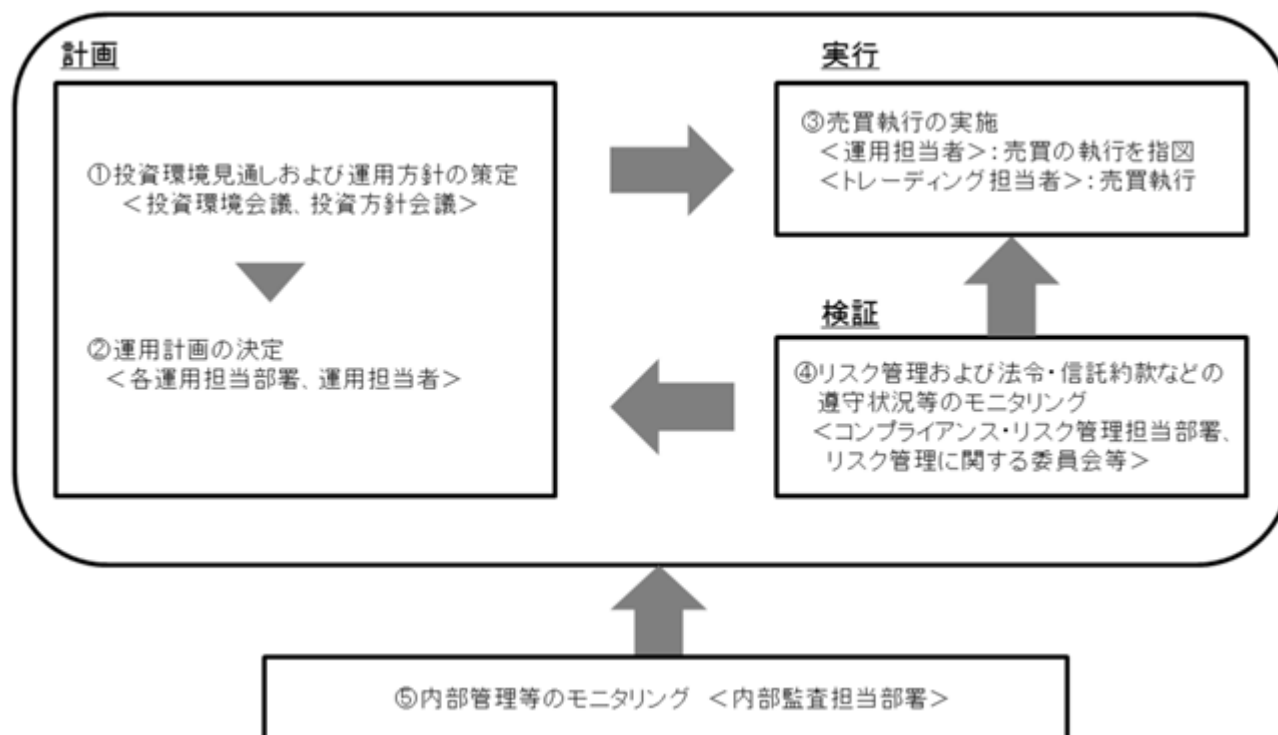 計画
①投資環境見通しおよび運用方針の策定
＜投資環境会議、投資方針会議＞
②運用計画の決定
＜各運用担当部署、運用担当者＞
実行
③売買執行の実施
＜運用担当者＞：売買の執行を指図
＜トレーディング担当者＞：売買執行
検証
④リスク管理および法令・信託約款などの
遵守状況等のモニタリング
＜コンプライアンス・リスク管理担当部署、
リスク管理に関する委員会等＞
⑤内部管理等のモニタリング ＜内部監査担当部署＞